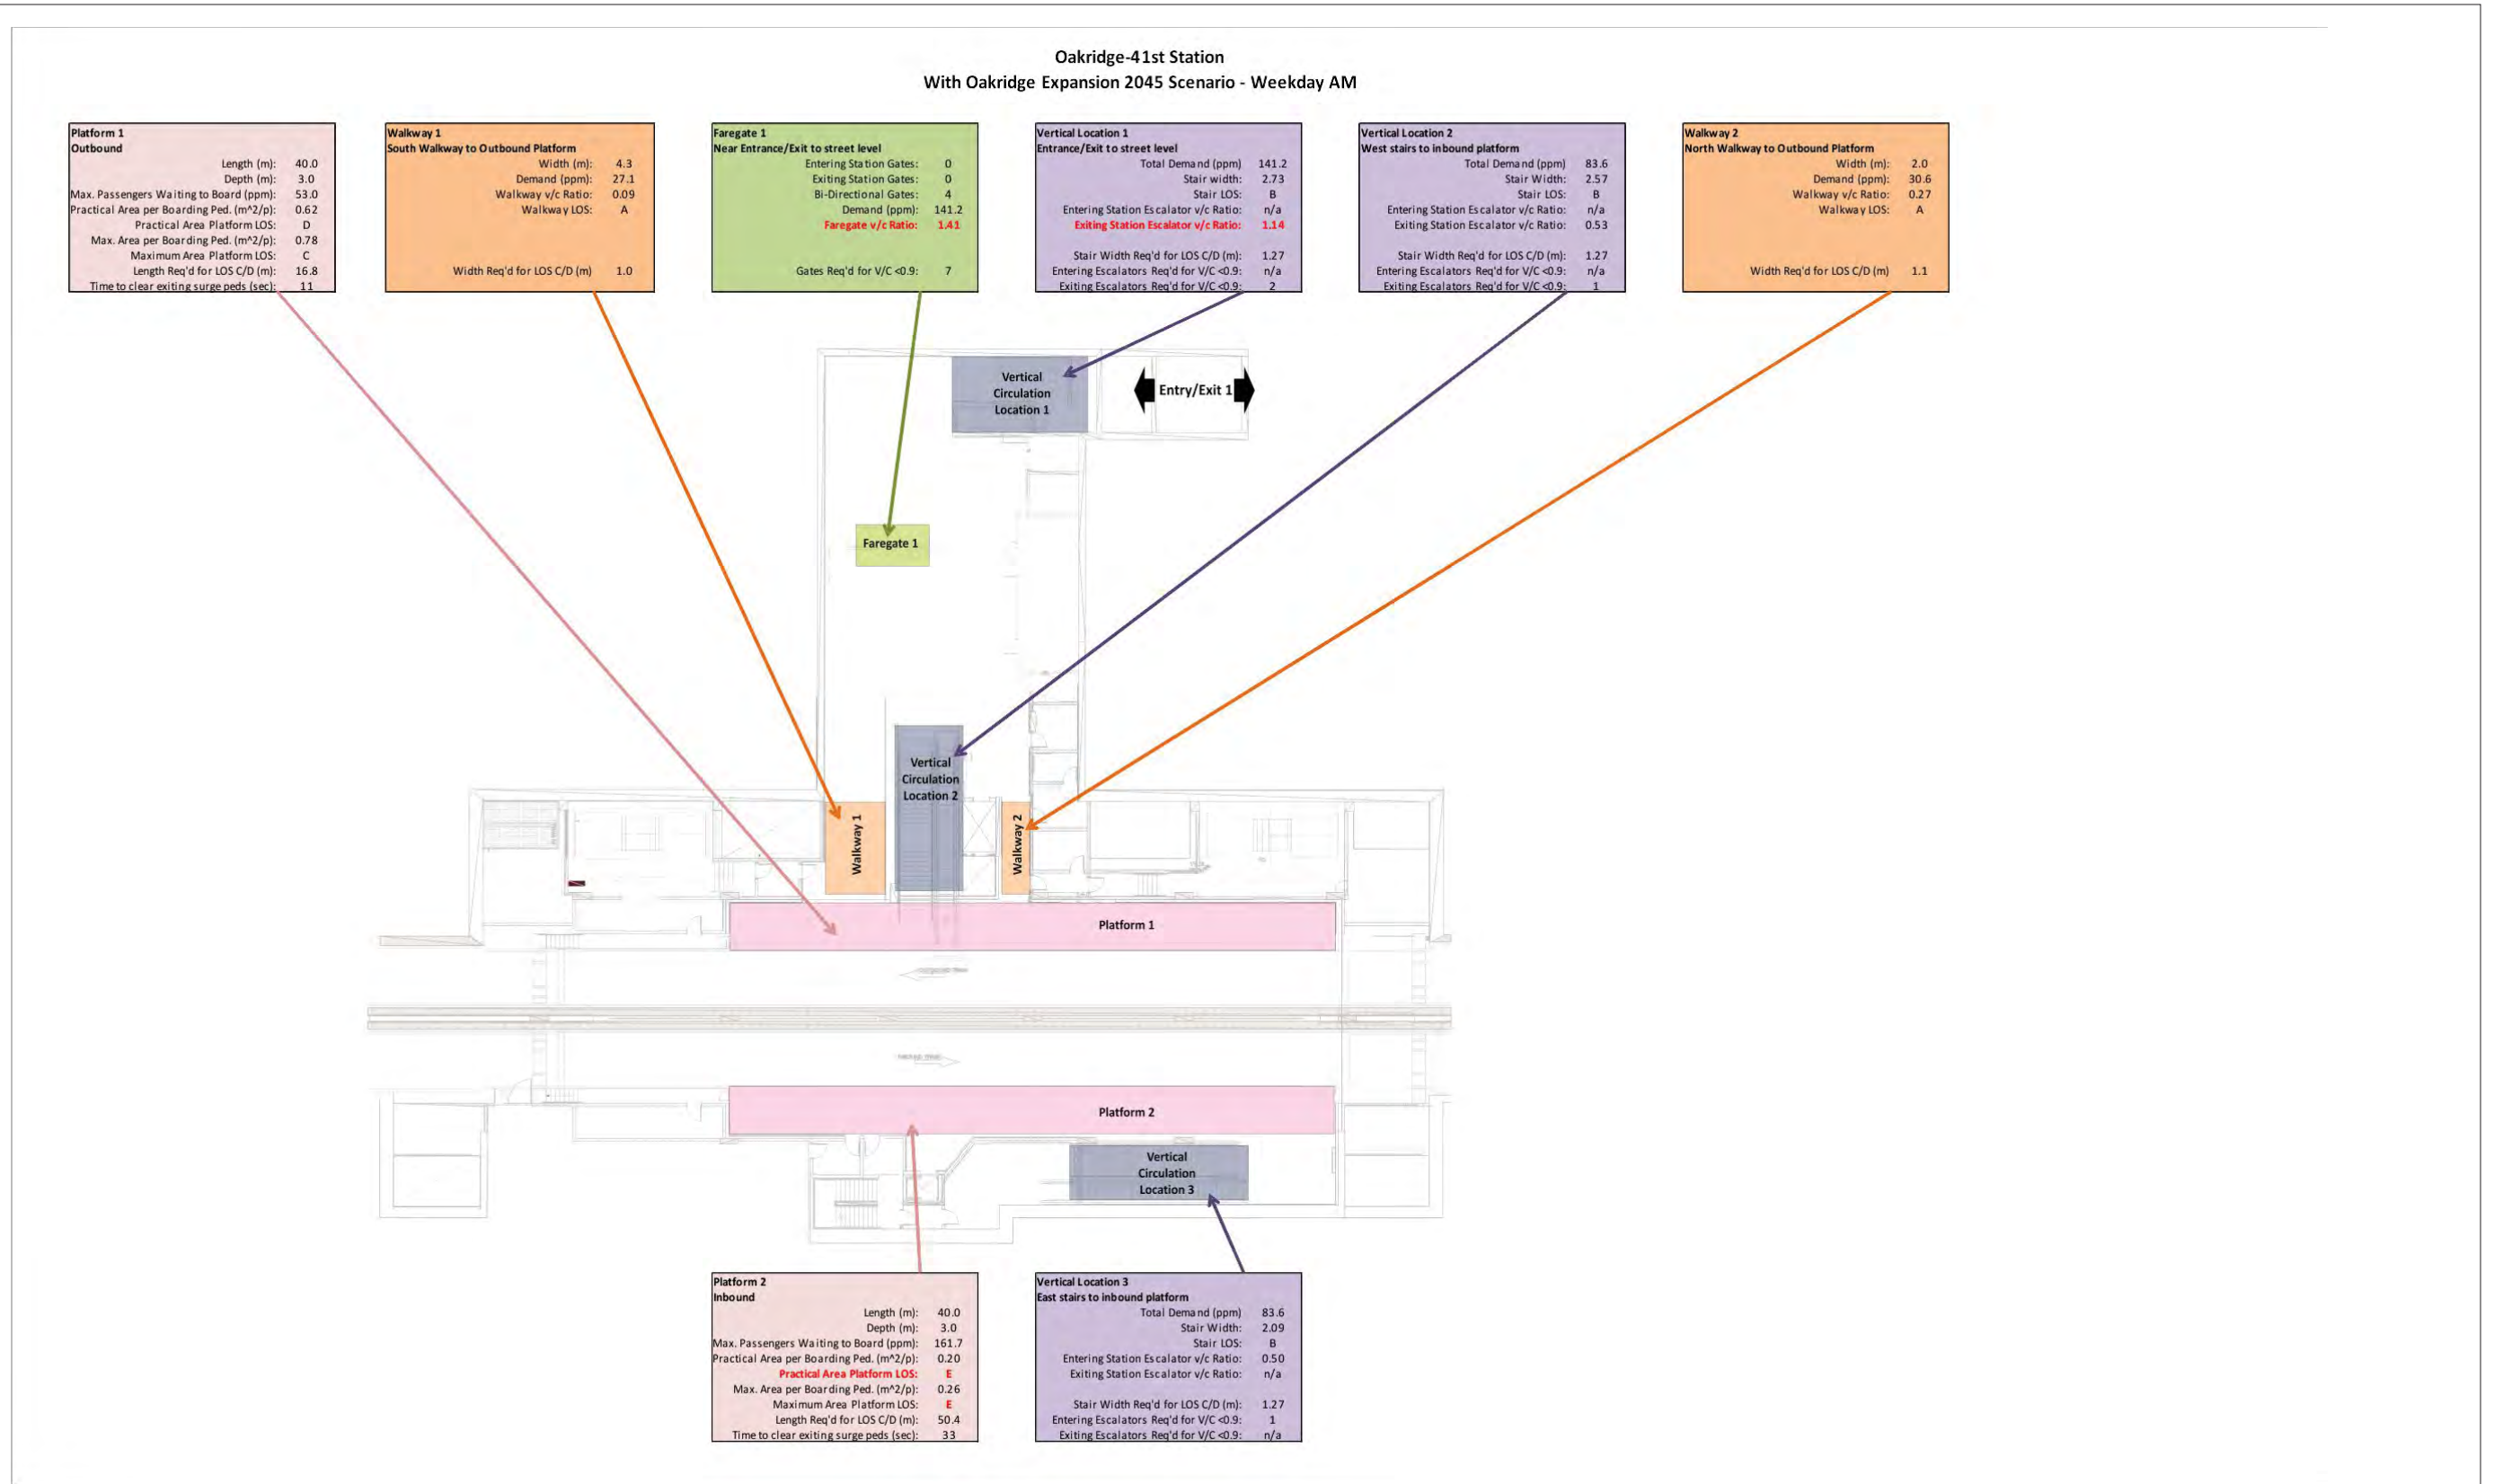 Oakridge-41st Station
With Oakridge Expansion 2045 Scenario - Weekday AM
Platform 1
Outbound
Length (m): 40.0
Depth (m): 3.0
Max. Passengers Waiting to Board (ppm): 53.0
Practical Area per Boarding Ped. (m^2/p): 0.62
Practical Area Platform LOS: D
Max. Area per Boarding Ped. (m^2/p): 0.78
Maximum Area Platform LOS: C
Length Req'd for LOS C/D (m): 16.8
Time to clear exiting surge peds (sec): 11
Walkway 1
South Walkway to Outbound Platform
Width (m): 4.3
Demand (ppm): 27.1
Walkway v/c Ratio: 0.09
Walkway LOS: A
Width Req'd for LOS C/D (m) 1.0
Faregate 1
Near Entrance/Exit to street level
Entering Station Gates: 0
Exiting Station Gates: 0
Bi-Directional Gates: 4
Demand (ppm): 141.2
Faregate v/c Ratio: 1.41
Gates Req'd for V/C <0.9: 7
Vertical Location 1
Entrance/Exit to street level
Total Demand (ppm) 141.2
Stair width: 2.73
Stair LOS: B
Entering Station Escalator v/c Ratio: n/a
Exiting Station Escalator v/c Ratio: 1.14
Stair Width Req'd for LOS C/D (m): 1.27
Entering Escalators Req'd for V/C <0.9: n/a
Exiting Escalators Req'd for V/C <0.9: 2
Vertical Location 2
West stairs to inbound platform
Total Demand (ppm) 83.6
Stair Width: 2.57
Stair LOS: B
Entering Station Escalator v/c Ratio: n/a
Exiting Station Escalator v/c Ratio: 0.53
Stair Width Req'd for LOS C/D (m): 1.27
Entering Escalators Req'd for V/C <0.9: n/a
Exiting Escalators Req'd for V/C <0.9: 1
Walkway 2
North Walkway to Outbound Platform
Width (m): 2.0
Demand (ppm): 30.6
Walkway v/c Ratio: 0.27
Walkway LOS: A
Width Req'd for LOS C/D (m) 1.1
Vertical
Circulation
Location 1
Entry/Exit 1
Faregate 1
Vertical
Circulation
Location 2
Walkway 1
Walkway 2
Platform 1
Platform 2
Vertical
Circulation
Location 3
Platform 2
Inbound
Length (m): 40.0
Depth (m): 3.0
Max. Passengers Waiting to Board (ppm): 161.7
Practical Area per Boarding Ped. (m^2/p): 0.20
Practical Area Platform LOS: E
Max. Area per Boarding Ped. (m^2/p): 0.26
Maximum Area Platform LOS: E
Length Req'd for LOS C/D (m): 50.4
Time to clear exiting surge peds (sec): 33
Vertical Location 3
East stairs to inbound platform
Total Demand (ppm) 83.6
Stair Width: 2.09
Stair LOS: B
Entering Station Escalator v/c Ratio: 0.50
Exiting Station Escalator v/c Ratio: n/a
Stair Width Req'd for LOS C/D (m): 1.27
Entering Escalators Req'd for V/C <0.9: 1
Exiting Escalators Req'd for V/C <0.9: n/a